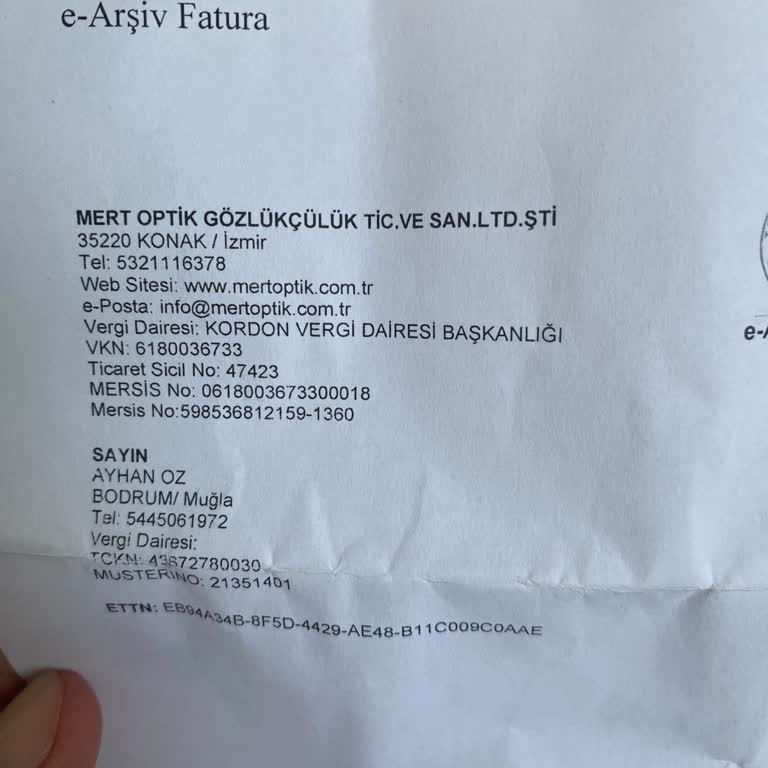 e-Arşiv Fatura
MERT OPTİK GÖZLÜKÇÜLÜK TİC.VE SAN.LTD.ŞTİ
35220 KONAK / İzmir
Tel: 5321116378
Web Sitesi: www.mertoptik.com.tr
e-Posta: info@mertoptik.com.tr
Vergi Dairesi: KORDON VERGİ DAİRESİ BAŞKANLIĞI
VKN: 6180036733
Ticaret Sicil No: 47423
MERSİS No: 0618003673300018
Mersis No:598536812159-1360
SAYIN
AYHAN OZ
BODRUM/ Muğla
Tel: 5445061972
Vergi Dairesi:
TCKN: 43672780030
MUSTERINO: 21351401
ETTN: EB94A34B-8F5D-4429-AE48-B11C009C0AAE